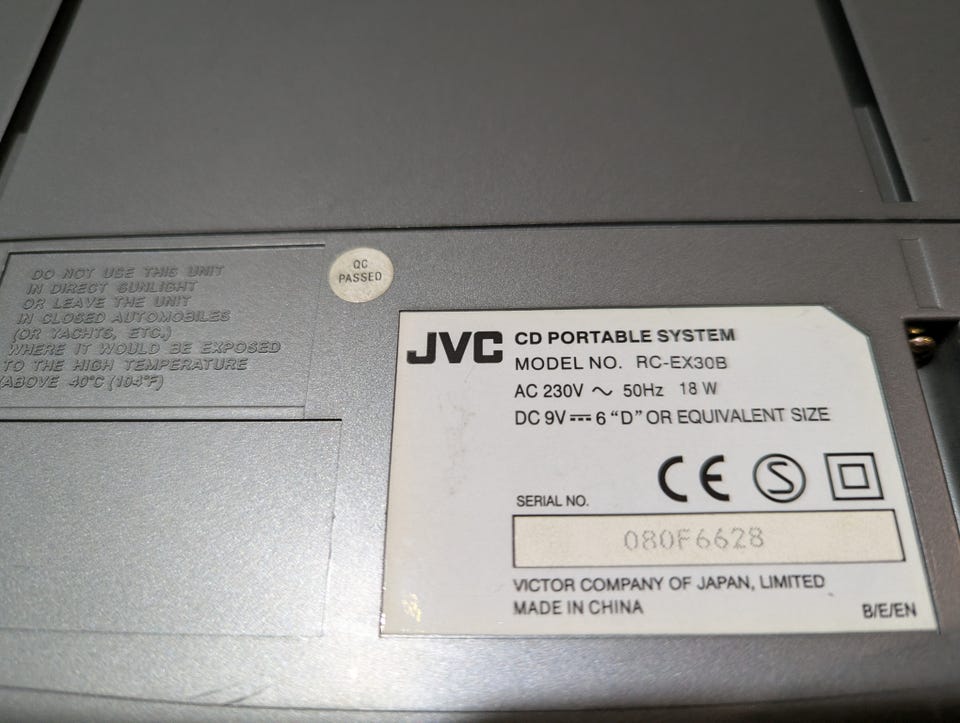 DO NOT USE THIS UNIT
IN DIRECT SUNLIGHT
OR LEAVE THE UNIT
IN CLOSED AUTOMOBILES
(OR YACHTS, ETC.)
WHERE IT WOULD BE EXPOSED
TO THE HIGH TEMPERATURE
(ABOVE 40°C (104°F)
QC
PASSED
JVC CD PORTABLE SYSTEM
MODEL NO. RC-EX30B
AC 230V ~ 50Hz 18 W
DC 9V ⎓ 6 “D” OR EQUIVALENT SIZE
CE S
SERIAL NO.
080F6628
VICTOR COMPANY OF JAPAN, LIMITED
MADE IN CHINA B/E/EN